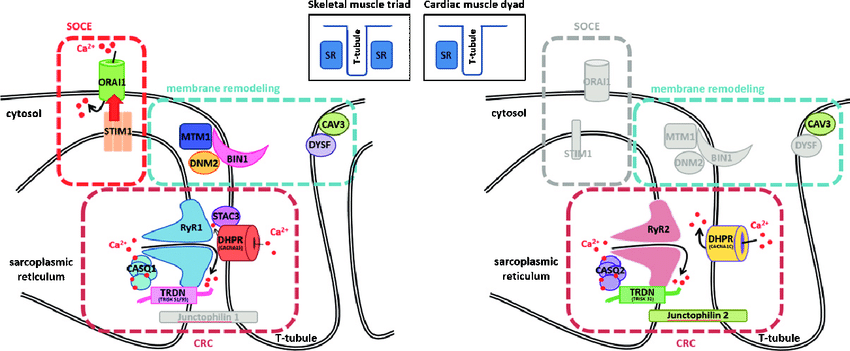 Skeletal muscle triad
SR
T-tubule
SR
Cardiac muscle dyad
SR
T-tubule
SOCE
Ca²⁺
ORAI1
cytosol
STIM1
membrane remodeling
MTM1
DNM2
BIN1
CAV3
DYSF
RyR1
STAC3
DHPR
(CACNA1S)
Ca²⁺
Ca²⁺
CASQ1
sarcoplasmic
reticulum
TRDN
(TRISK 51/95)
Junctophilin 1
CRC
T-tubule
SOCE
ORAI1
cytosol
STIM1
membrane remodeling
MTM1
DNM2
BIN1
CAV3
DYSF
RyR2
DHPR
(CACNA1C)
Ca²⁺
Ca²⁺
CASQ2
sarcoplasmic
reticulum
TRDN
(TRISK 32)
Junctophilin 2
CRC
T-tubule